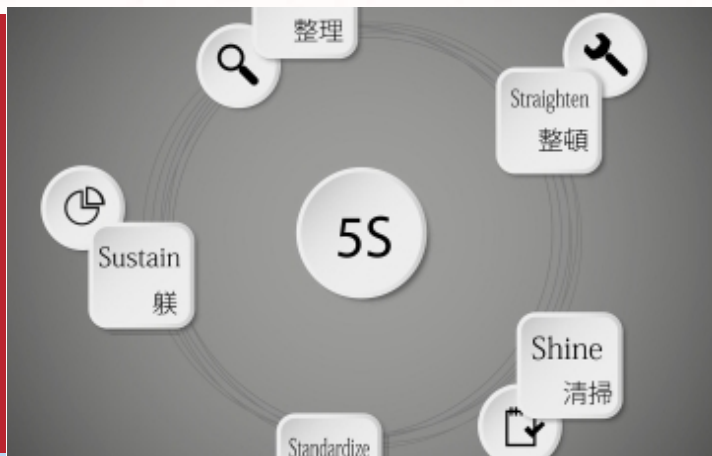 整理
Straighten
整頓
5S
Sustain
躾
Shine
清掃
Standardize